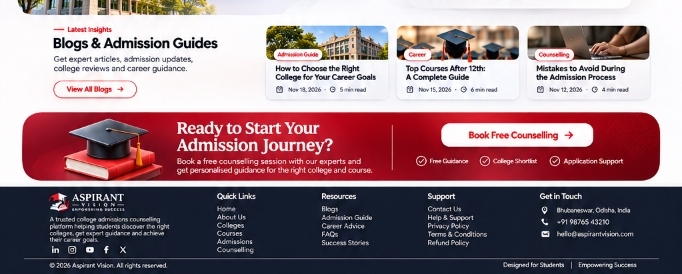 Latest Insights
Blogs & Admission Guides
Get expert articles, admission updates,
college reviews and career guidance.
View All Blogs →
Admission Guide
How to Choose the Right
College for Your Career Goals
Nov 18, 2026 · 5 min read
Career
Top Courses After 12th:
A Complete Guide
Nov 15, 2026 · 6 min read
Counselling
Mistakes to Avoid During
the Admission Process
Nov 12, 2026 · 4 min read
Ready to Start Your
Admission Journey?
Book a free counselling session with our experts and
get personalised guidance for the right college and course.
Book Free Counselling →
Free Guidance
College Shortlist
Application Support
ASPIRANT
VISION
EMPOWERING SUCCESS
A trusted college admissions counselling
platform helping students discover the right
colleges, get expert guidance and achieve
their career goals.
Quick Links
Home
About Us
Colleges
Courses
Admissions
Counselling
Resources
Blogs
Admission Guide
Career Advice
FAQs
Success Stories
Support
Contact Us
Help & Support
Privacy Policy
Terms & Conditions
Refund Policy
Get in Touch
Bhubaneswar, Odisha, India
+91 98765 43210
hello@aspirantvision.com
© 2026 Aspirant Vision. All rights reserved.
Designed for Students | Empowering Success